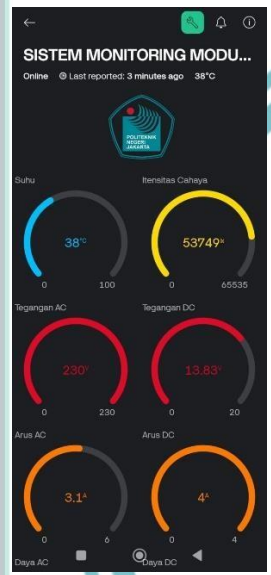 SISTEM MONITORING MODU...
Online Last reported: 3 minutes ago 38°C
POLITEKNIK
NEGERI
JAKARTA
Suhu Itensitas Cahaya
38°C 53749lx
0 100 0 65535
Tegangan AC Tegangan DC
230V 13.83V
0 230 0 20
Arus AC Arus DC
3.1A 4A
0 6 0 4
Daya AC Daya DC